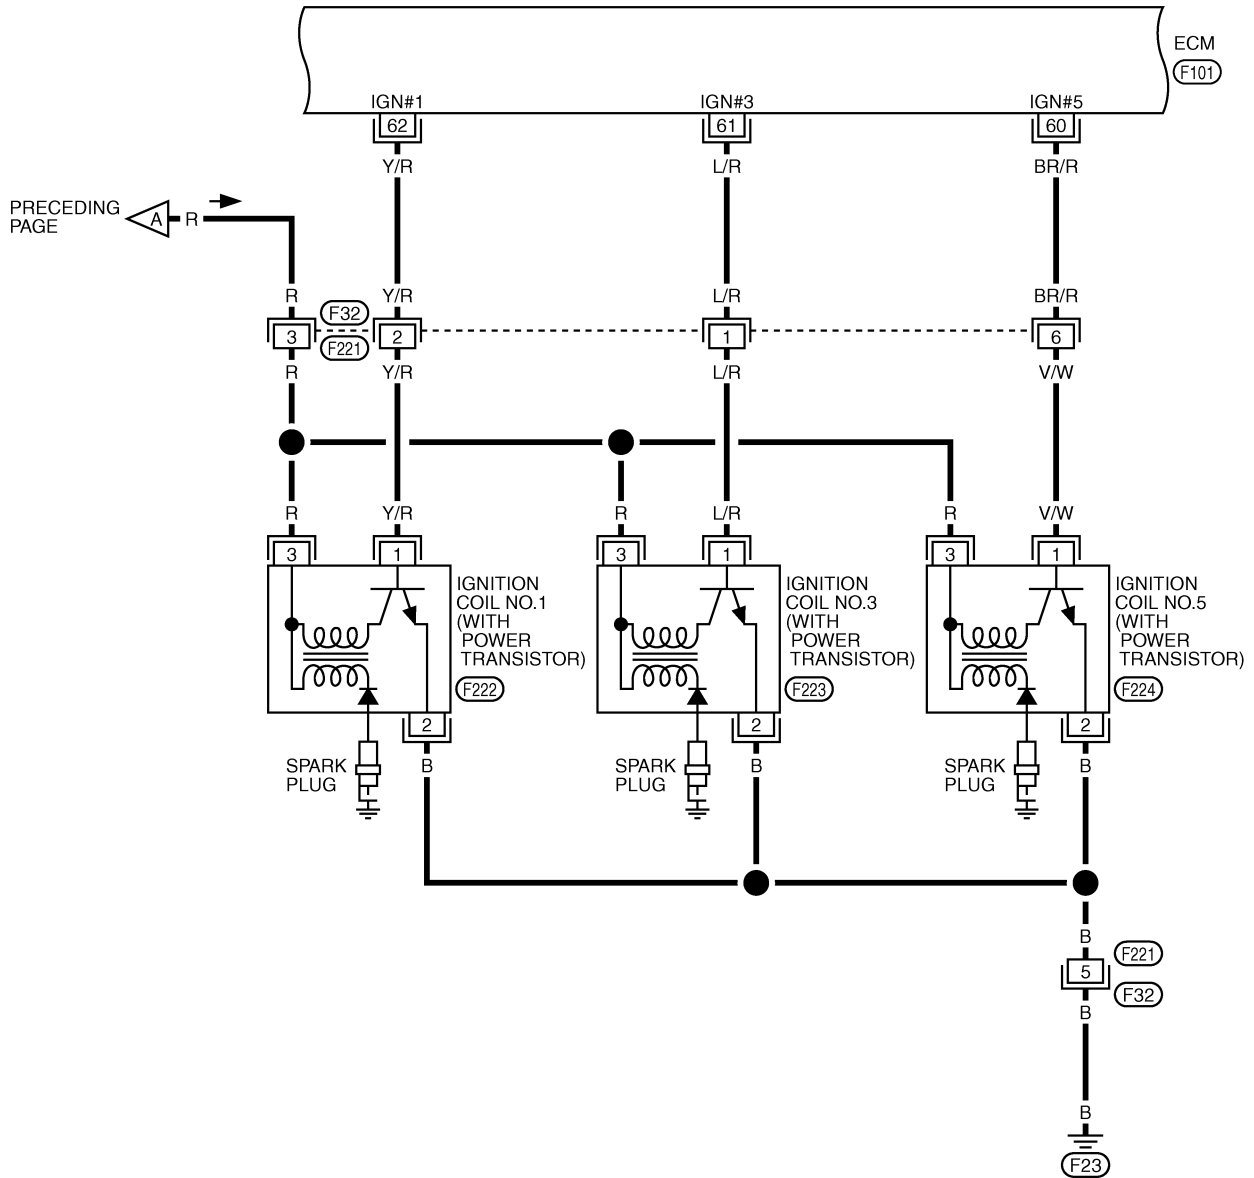 ECM
F101
IGN#1
IGN#3
IGN#5
62
61
60
Y/R
L/R
BR/R
PRECEDING
PAGE
A
R
R
Y/R
L/R
BR/R
F32
3
2
1
6
F221
R
Y/R
L/R
V/W
R
Y/R
R
L/R
R
V/W
3
1
3
1
3
1
IGNITION
COIL NO.1
(WITH
POWER
TRANSISTOR)
F222
IGNITION
COIL NO.3
(WITH
POWER
TRANSISTOR)
F223
IGNITION
COIL NO.5
(WITH
POWER
TRANSISTOR)
F224
2
2
2
SPARK
PLUG
B
SPARK
PLUG
B
SPARK
PLUG
B
B
F221
5
F32
B
B
F23